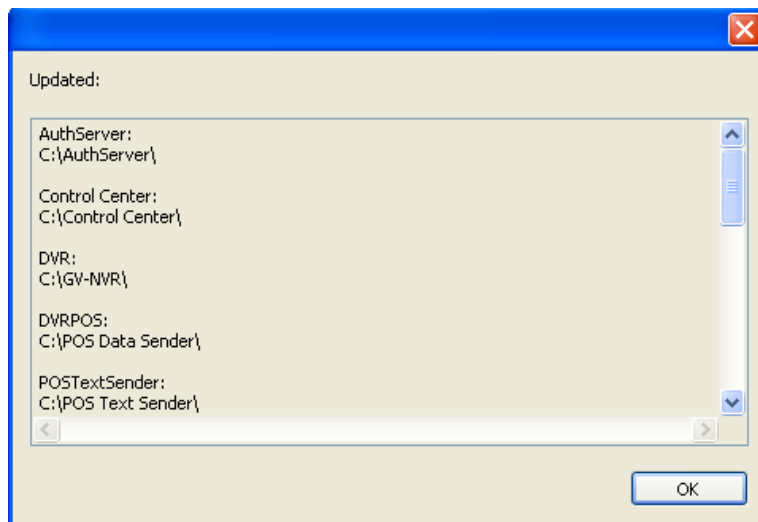 Updated:
AuthServer:
C:\AuthServer\
Control Center:
C:\Control Center\
DVR:
C:\GV-NVR\
DVRPOS:
C:\POS Data Sender\
POSTextSender:
C:\POS Text Sender\
OK